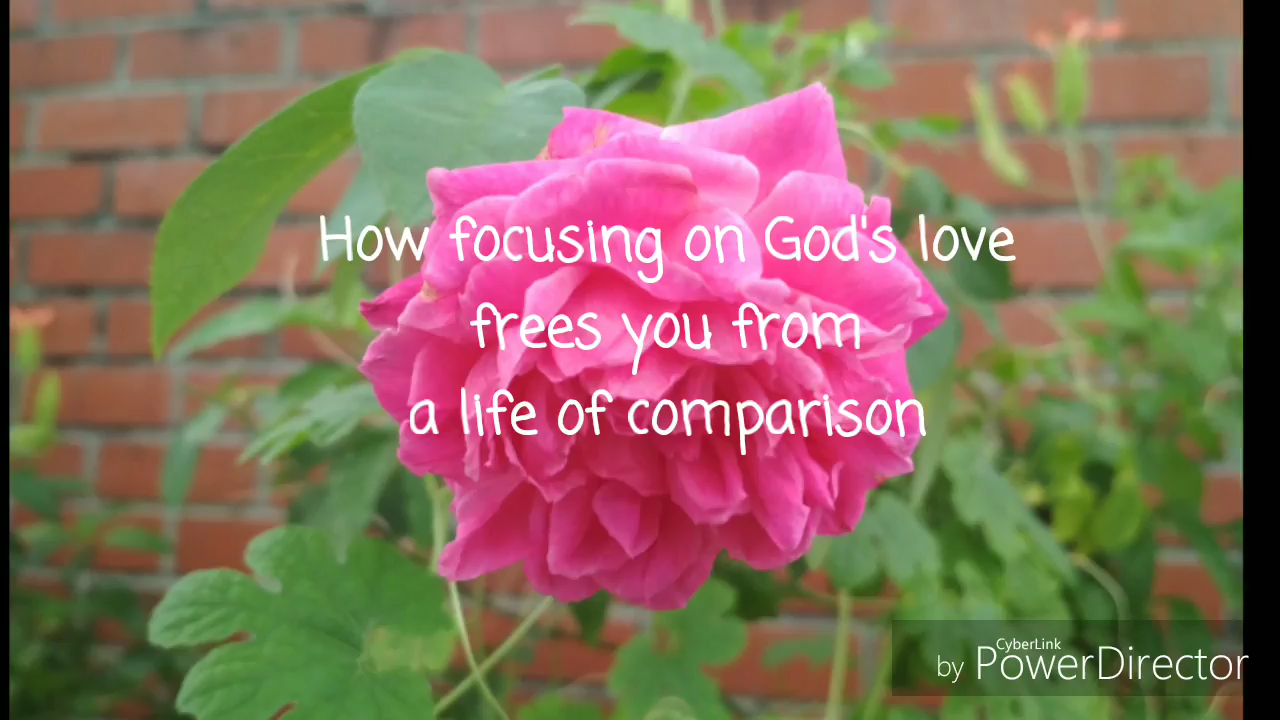 How focusing on God's love
frees you from
a life of comparison
CyberLink
by PowerDirector